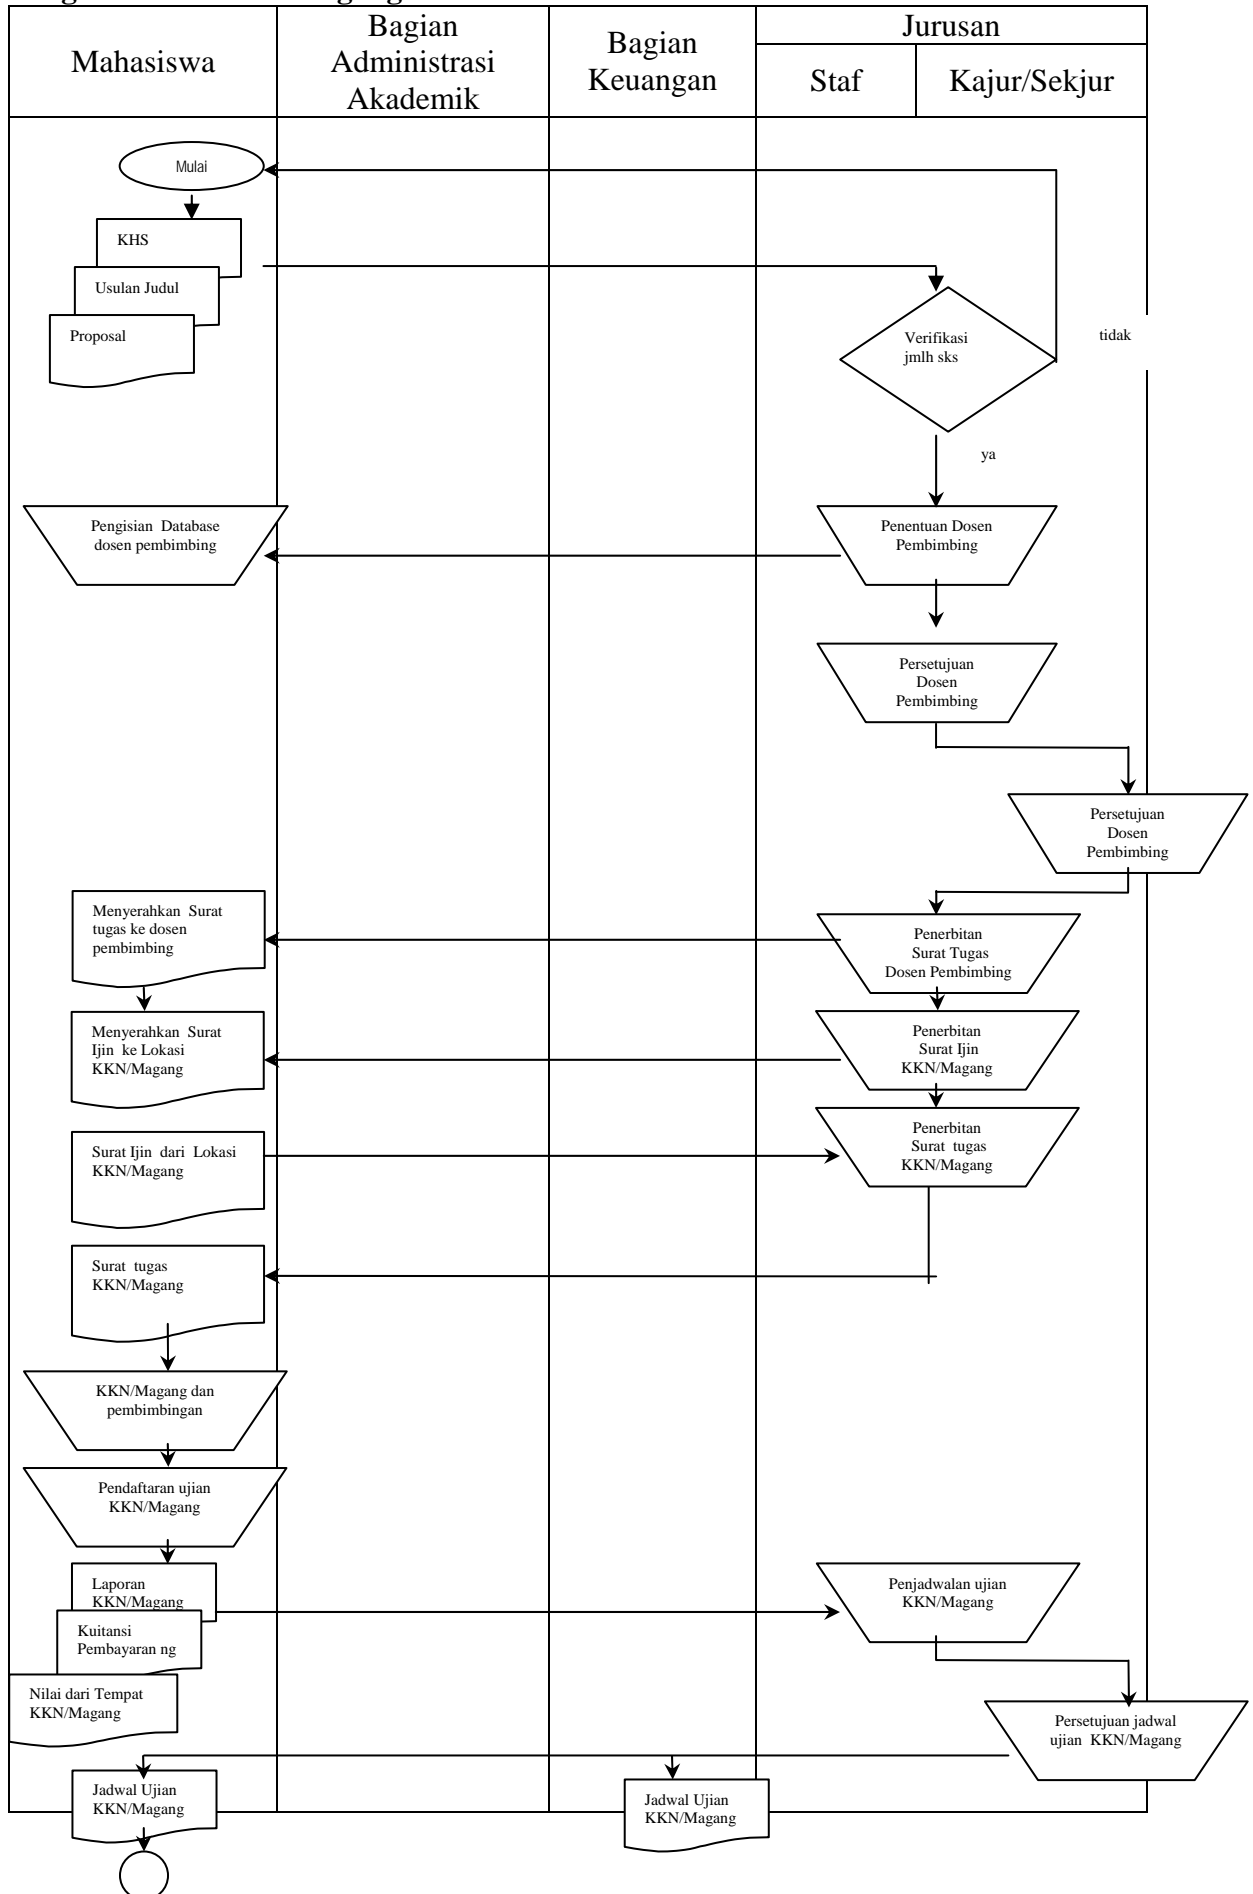 Mahasiswa
Bagian
Administrasi
Akademik
Bagian
Keuangan
Jurusan
Staf
Kajur/Sekjur
Mulai
KHS
Usulan Judul
Proposal
Verifikasi
jmlh sks
tidak
ya
Pengisian Database
dosen pembimbing
Penentuan Dosen
Pembimbing
Persetujuan
Dosen
Pembimbing
Persetujuan
Dosen
Pembimbing
Menyerahkan Surat
tugas ke dosen
pembimbing
Penerbitan
Surat Tugas
Dosen Pembimbing
Menyerahkan Surat
Ijin ke Lokasi
KKN/Magang
Penerbitan
Surat Ijin
KKN/Magang
Surat Ijin dari Lokasi
KKN/Magang
Penerbitan
Surat tugas
KKN/Magang
Surat tugas
KKN/Magang
KKN/Magang dan
pembimbingan
Pendaftaran ujian
KKN/Magang
Laporan
KKN/Magang
Kuitansi
Pembayaran ng
Nilai dari Tempat
KKN/Magang
Penjadwalan ujian
KKN/Magang
Persetujuan jadwal
ujian KKN/Magang
Jadwal Ujian
KKN/Magang
Jadwal Ujian
KKN/Magang